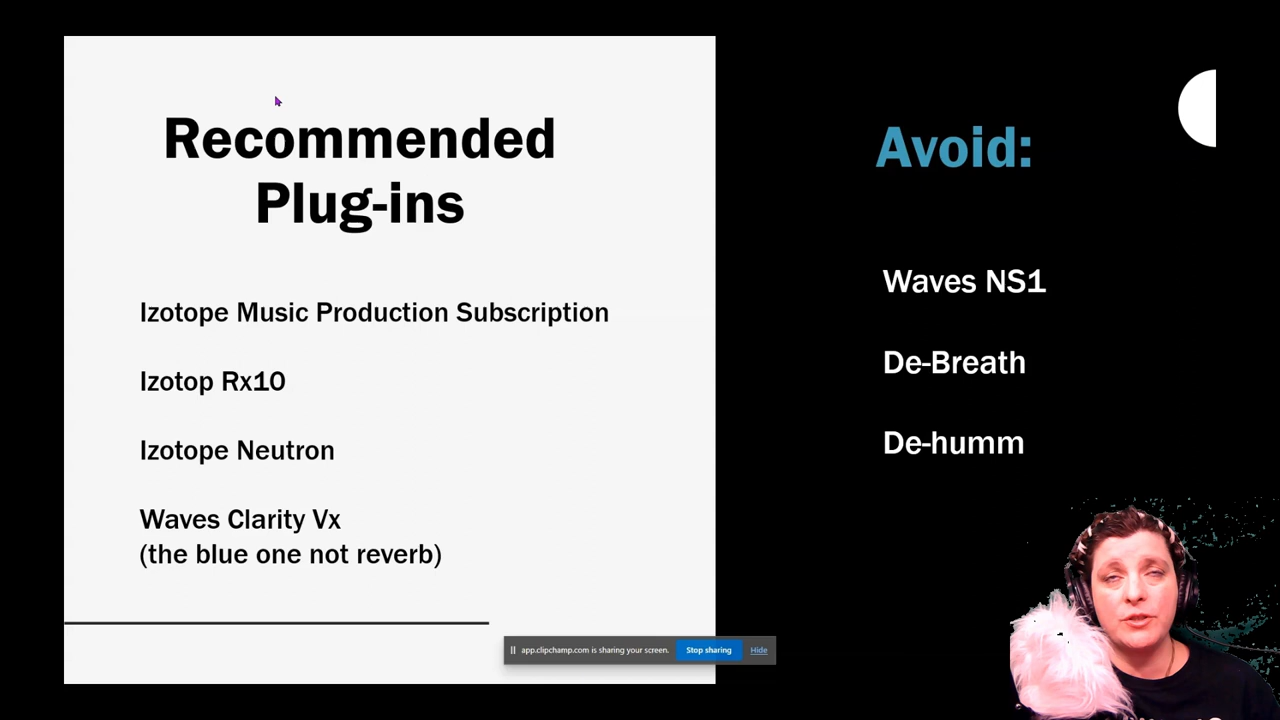 Recommended
Plug-ins
Izotope Music Production Subscription
Izotop Rx10
Izotope Neutron
Waves Clarity Vx
(the blue one not reverb)
Avoid:
Waves NS1
De-Breath
De-humm
app.clipchamp.com is sharing your screen.
Stop sharing
Hide